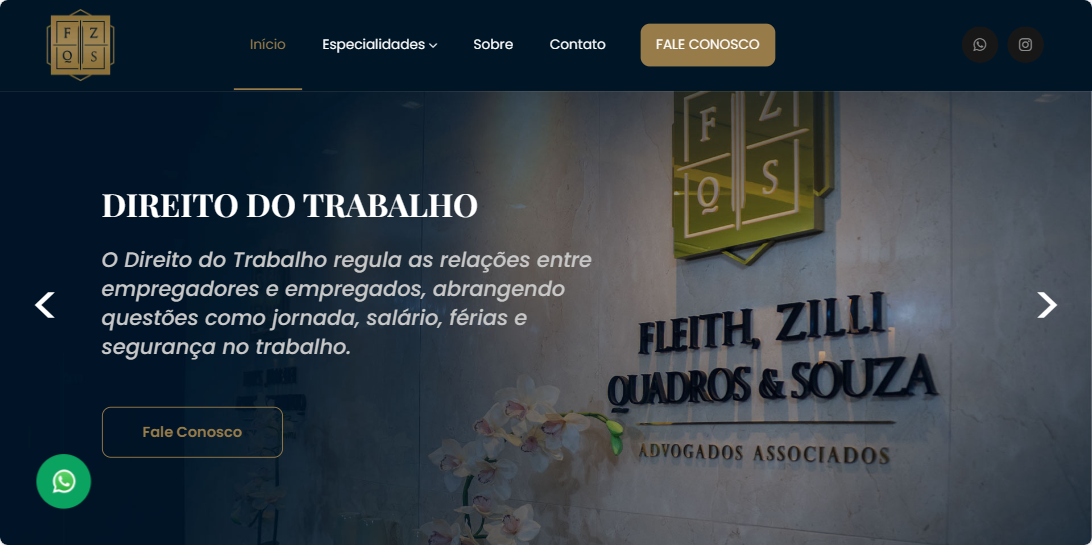 F Z
Q S
Início
Especialidades
Sobre
Contato
FALE CONOSCO
F Z
Q S
DIREITO DO TRABALHO
O Direito do Trabalho regula as relações entre
empregadores e empregados, abrangendo
questões como jornada, salário, férias e
segurança no trabalho.
Fale Conosco
FLEITH, ZILLI
QUADROS & SOUZA
ADVOGADOS ASSOCIADOS